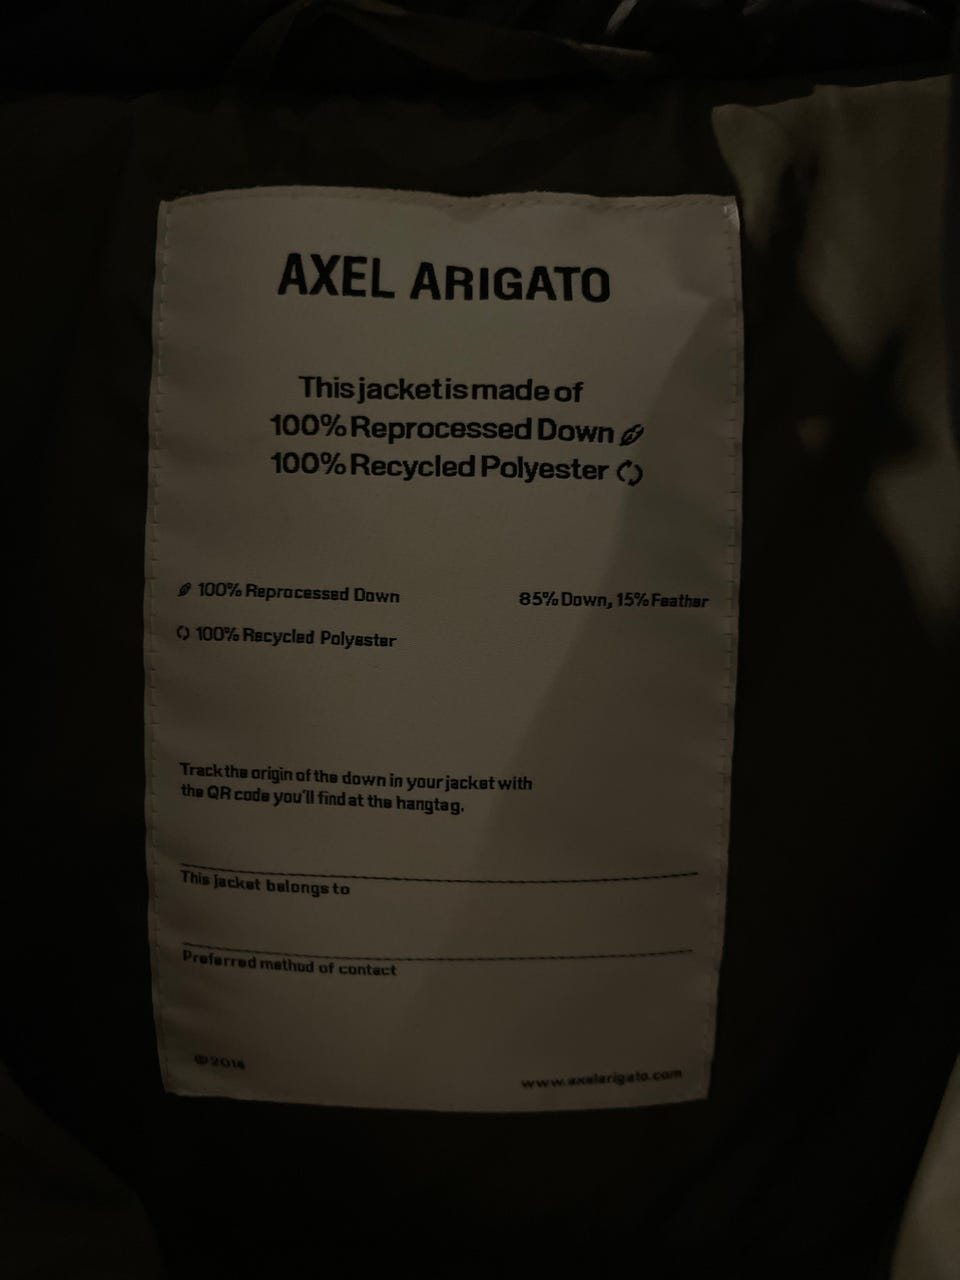 AXEL ARIGATO
This jacket is made of
100% Reprocessed Down
100% Recycled Polyester
100% Reprocessed Down 85% Down, 15% Feather
100% Recycled Polyester
Track the origin of the down in your jacket with
the QR code you'll find at the hangtag.
This jacket belongs to
Preferred method of contact
© 2014 www.axelarigato.com